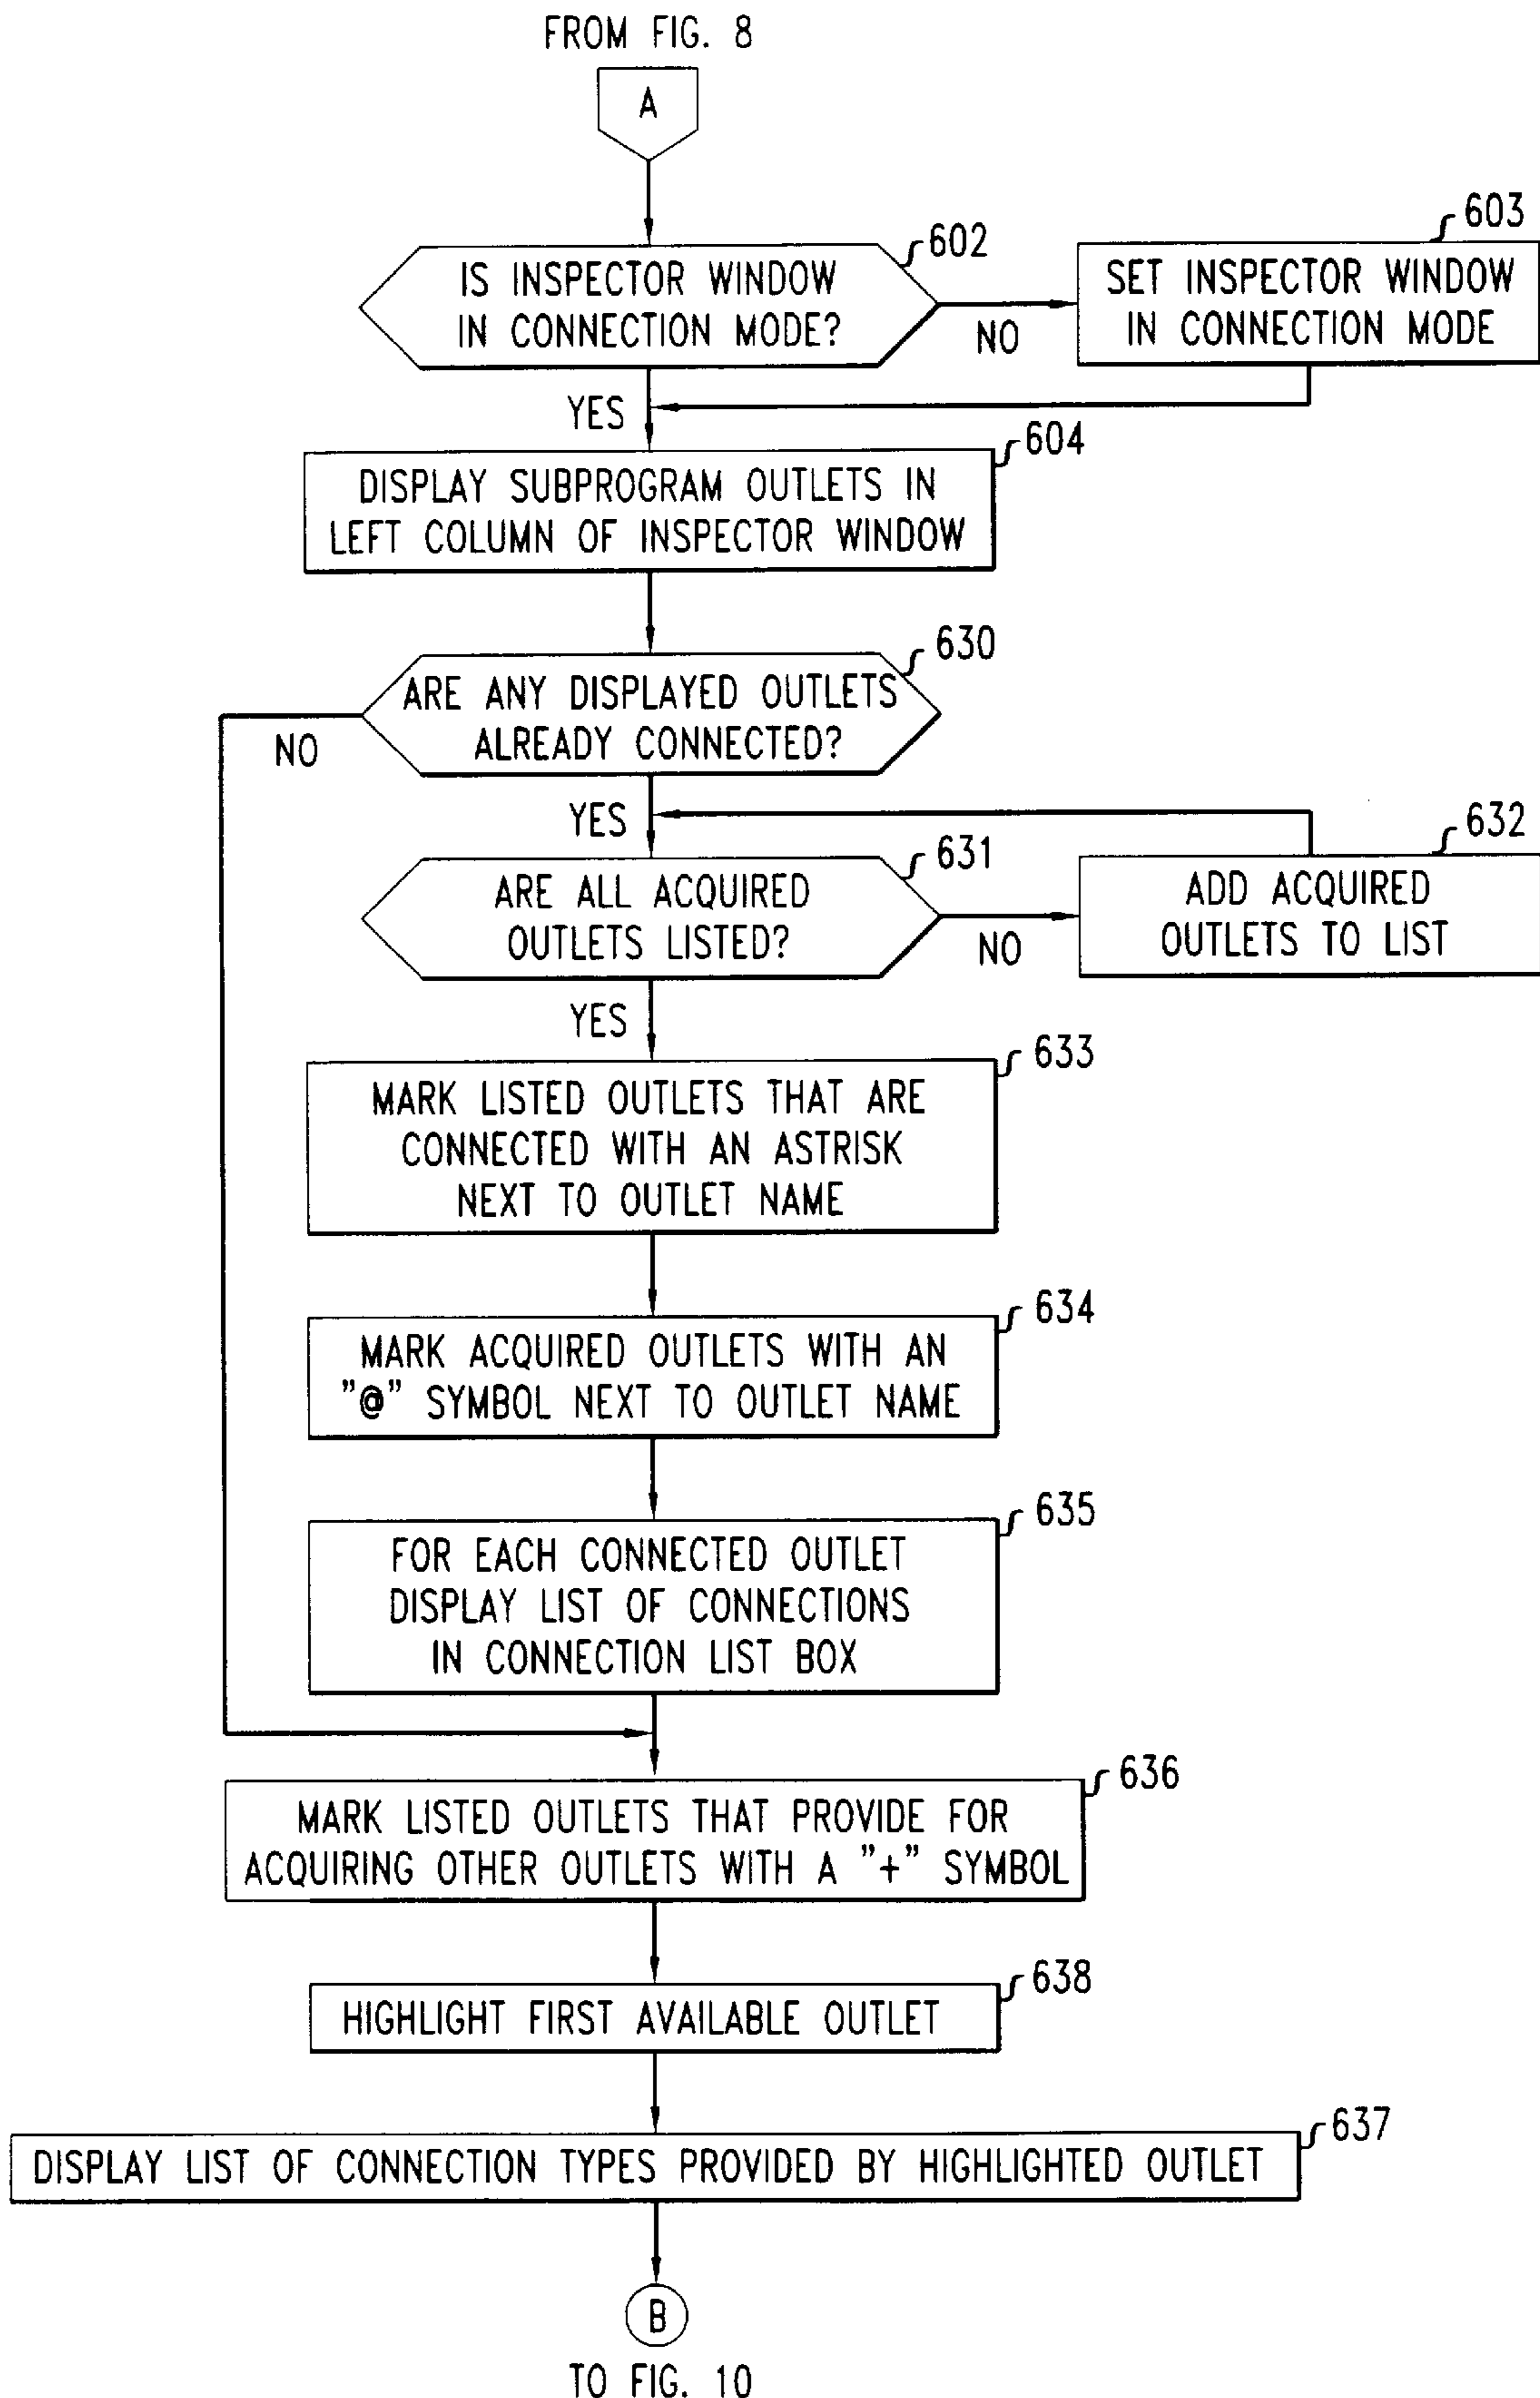 FROM FIG. 8
A
602
IS INSPECTOR WINDOW
IN CONNECTION MODE?
NO
603
SET INSPECTOR WINDOW
IN CONNECTION MODE
YES
604
DISPLAY SUBPROGRAM OUTLETS IN
LEFT COLUMN OF INSPECTOR WINDOW
630
ARE ANY DISPLAYED OUTLETS
ALREADY CONNECTED?
NO
YES
631
ARE ALL ACQUIRED
OUTLETS LISTED?
NO
632
ADD ACQUIRED
OUTLETS TO LIST
YES
633
MARK LISTED OUTLETS THAT ARE
CONNECTED WITH AN ASTRISK
NEXT TO OUTLET NAME
634
MARK ACQUIRED OUTLETS WITH AN
"@" SYMBOL NEXT TO OUTLET NAME
635
FOR EACH CONNECTED OUTLET
DISPLAY LIST OF CONNECTIONS
IN CONNECTION LIST BOX
636
MARK LISTED OUTLETS THAT PROVIDE FOR
ACQUIRING OTHER OUTLETS WITH A "+" SYMBOL
638
HIGHLIGHT FIRST AVAILABLE OUTLET
637
DISPLAY LIST OF CONNECTION TYPES PROVIDED BY HIGHLIGHTED OUTLET
B
TO FIG. 10